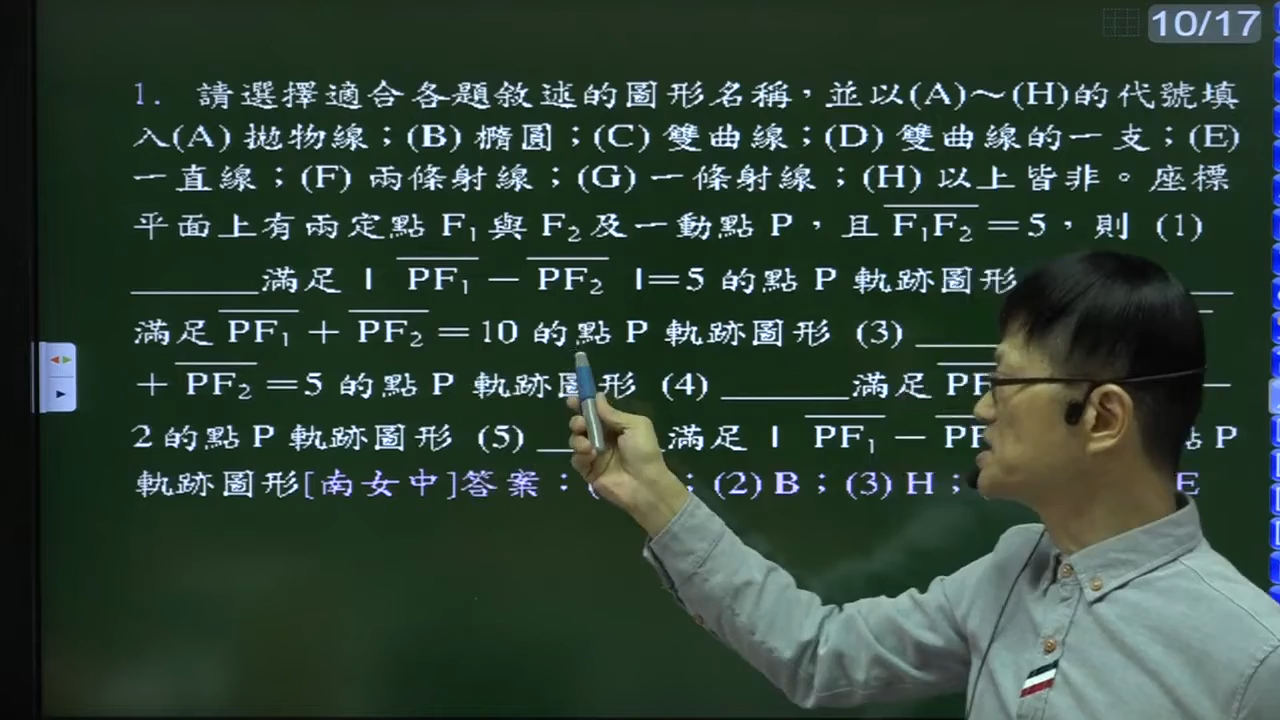 10/17
1. 請選擇適合各題敘述的圖形名稱，並以(A)～(H)的代號填
入(A) 拋物線；(B) 橢圓；(C) 雙曲線；(D) 雙曲線的一支；(E)
一直線；(F) 兩條射線；(G) 一條射線；(H) 以上皆非。座標
平面上有兩定點 F₁與 F₂及一動點 P，且 F₁F₂ =5，則 (1)
______滿足 | PF₁ － PF₂ |=5 的點 P 軌跡圖形
滿足 PF₁ ＋ PF₂ =10 的點 P 軌跡圖形 (3) ____
＋ PF₂ =5 的點 P 軌跡圖形 (4) ______滿足 PF －
2 的點 P 軌跡圖形 (5) ______滿足 | PF₁ － PF 點 P
軌跡圖形[南女中]答案：( ；(2) B；(3) H； E